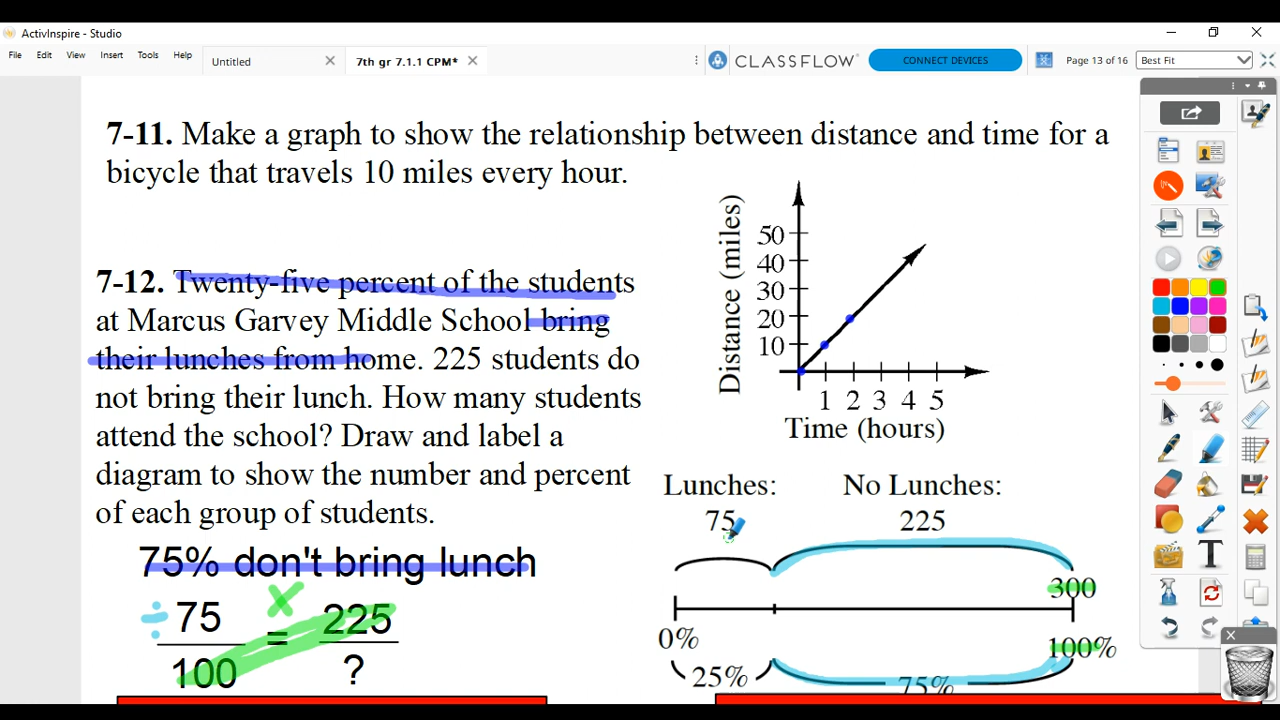 ActivInspire - Studio
File Edit View Insert Tools Help
Untitled
7th gr 7.1.1 CPM*
CLASSFLOW
CONNECT DEVICES
Page 13 of 16
Best Fit
7-11. Make a graph to show the relationship between distance and time for a
bicycle that travels 10 miles every hour.
Distance (miles)
50
40
30
20
10
1 2 3 4 5
Time (hours)
7-12. Twenty-five percent of the students
at Marcus Garvey Middle School bring
their lunches from home. 225 students do
not bring their lunch. How many students
attend the school? Draw and label a
diagram to show the number and percent
of each group of students.
75% don't bring lunch
÷ 75 x 225
=
100 ?
Lunches: No Lunches:
75 225
300
0% 100%
25% 75%